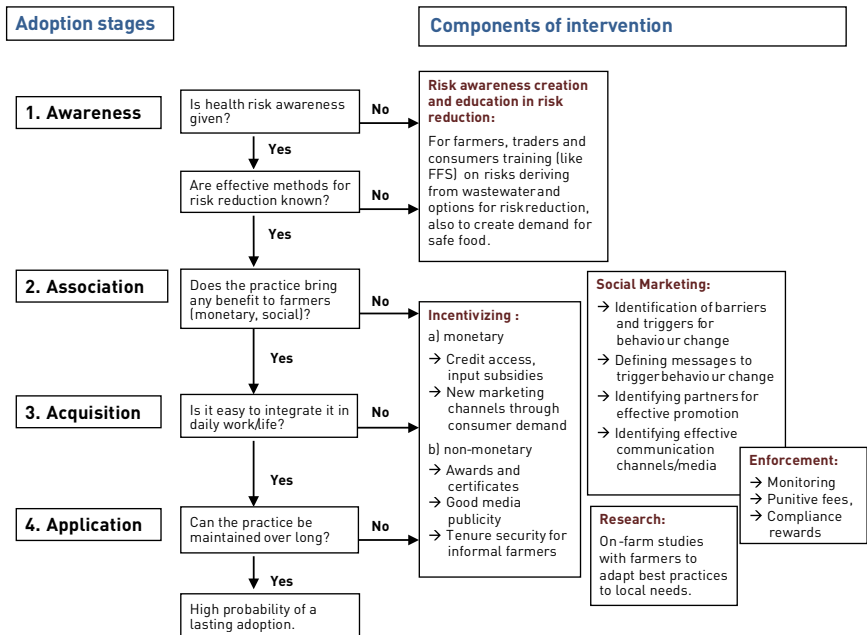 Adoption stages
Components of intervention
1. Awareness
Is health risk awareness
given?
No
Yes
Are effective methods for
risk reduction known?
No
Yes
Risk awareness creation
and education in risk
reduction:
For farmers, traders and
consumers training (like
FFS) on risks deriving
from wastewater and
options for risk reduction,
also to create demand for
safe food.
2. Association
Does the practice bring
any benefit to farmers
(monetary, social)?
No
Yes
3. Acquisition
Is it easy to integrate it in
daily work/life?
No
Yes
4. Application
Can the practice be
maintained over long?
No
Yes
High probability of a
lasting adoption.
Incentivizing :
a) monetary
→ Credit access,
input subsidies
→ New marketing
channels through
consumer demand
b) non-monetary
→ Awards and
certificates
→ Good media
publicity
→ Tenure security for
informal farmers
Social Marketing:
→ Identification of barriers
and triggers for
behaviour change
→ Defining messages to
trigger behaviour change
→ Identifying partners for
effective promotion
→ Identifying effective
communication
channels/media
Enforcement:
→ Monitoring
→ Punitive fees,
→ Compliance
rewards
Research:
On-farm studies
with farmers to
adapt best practices
to local needs.